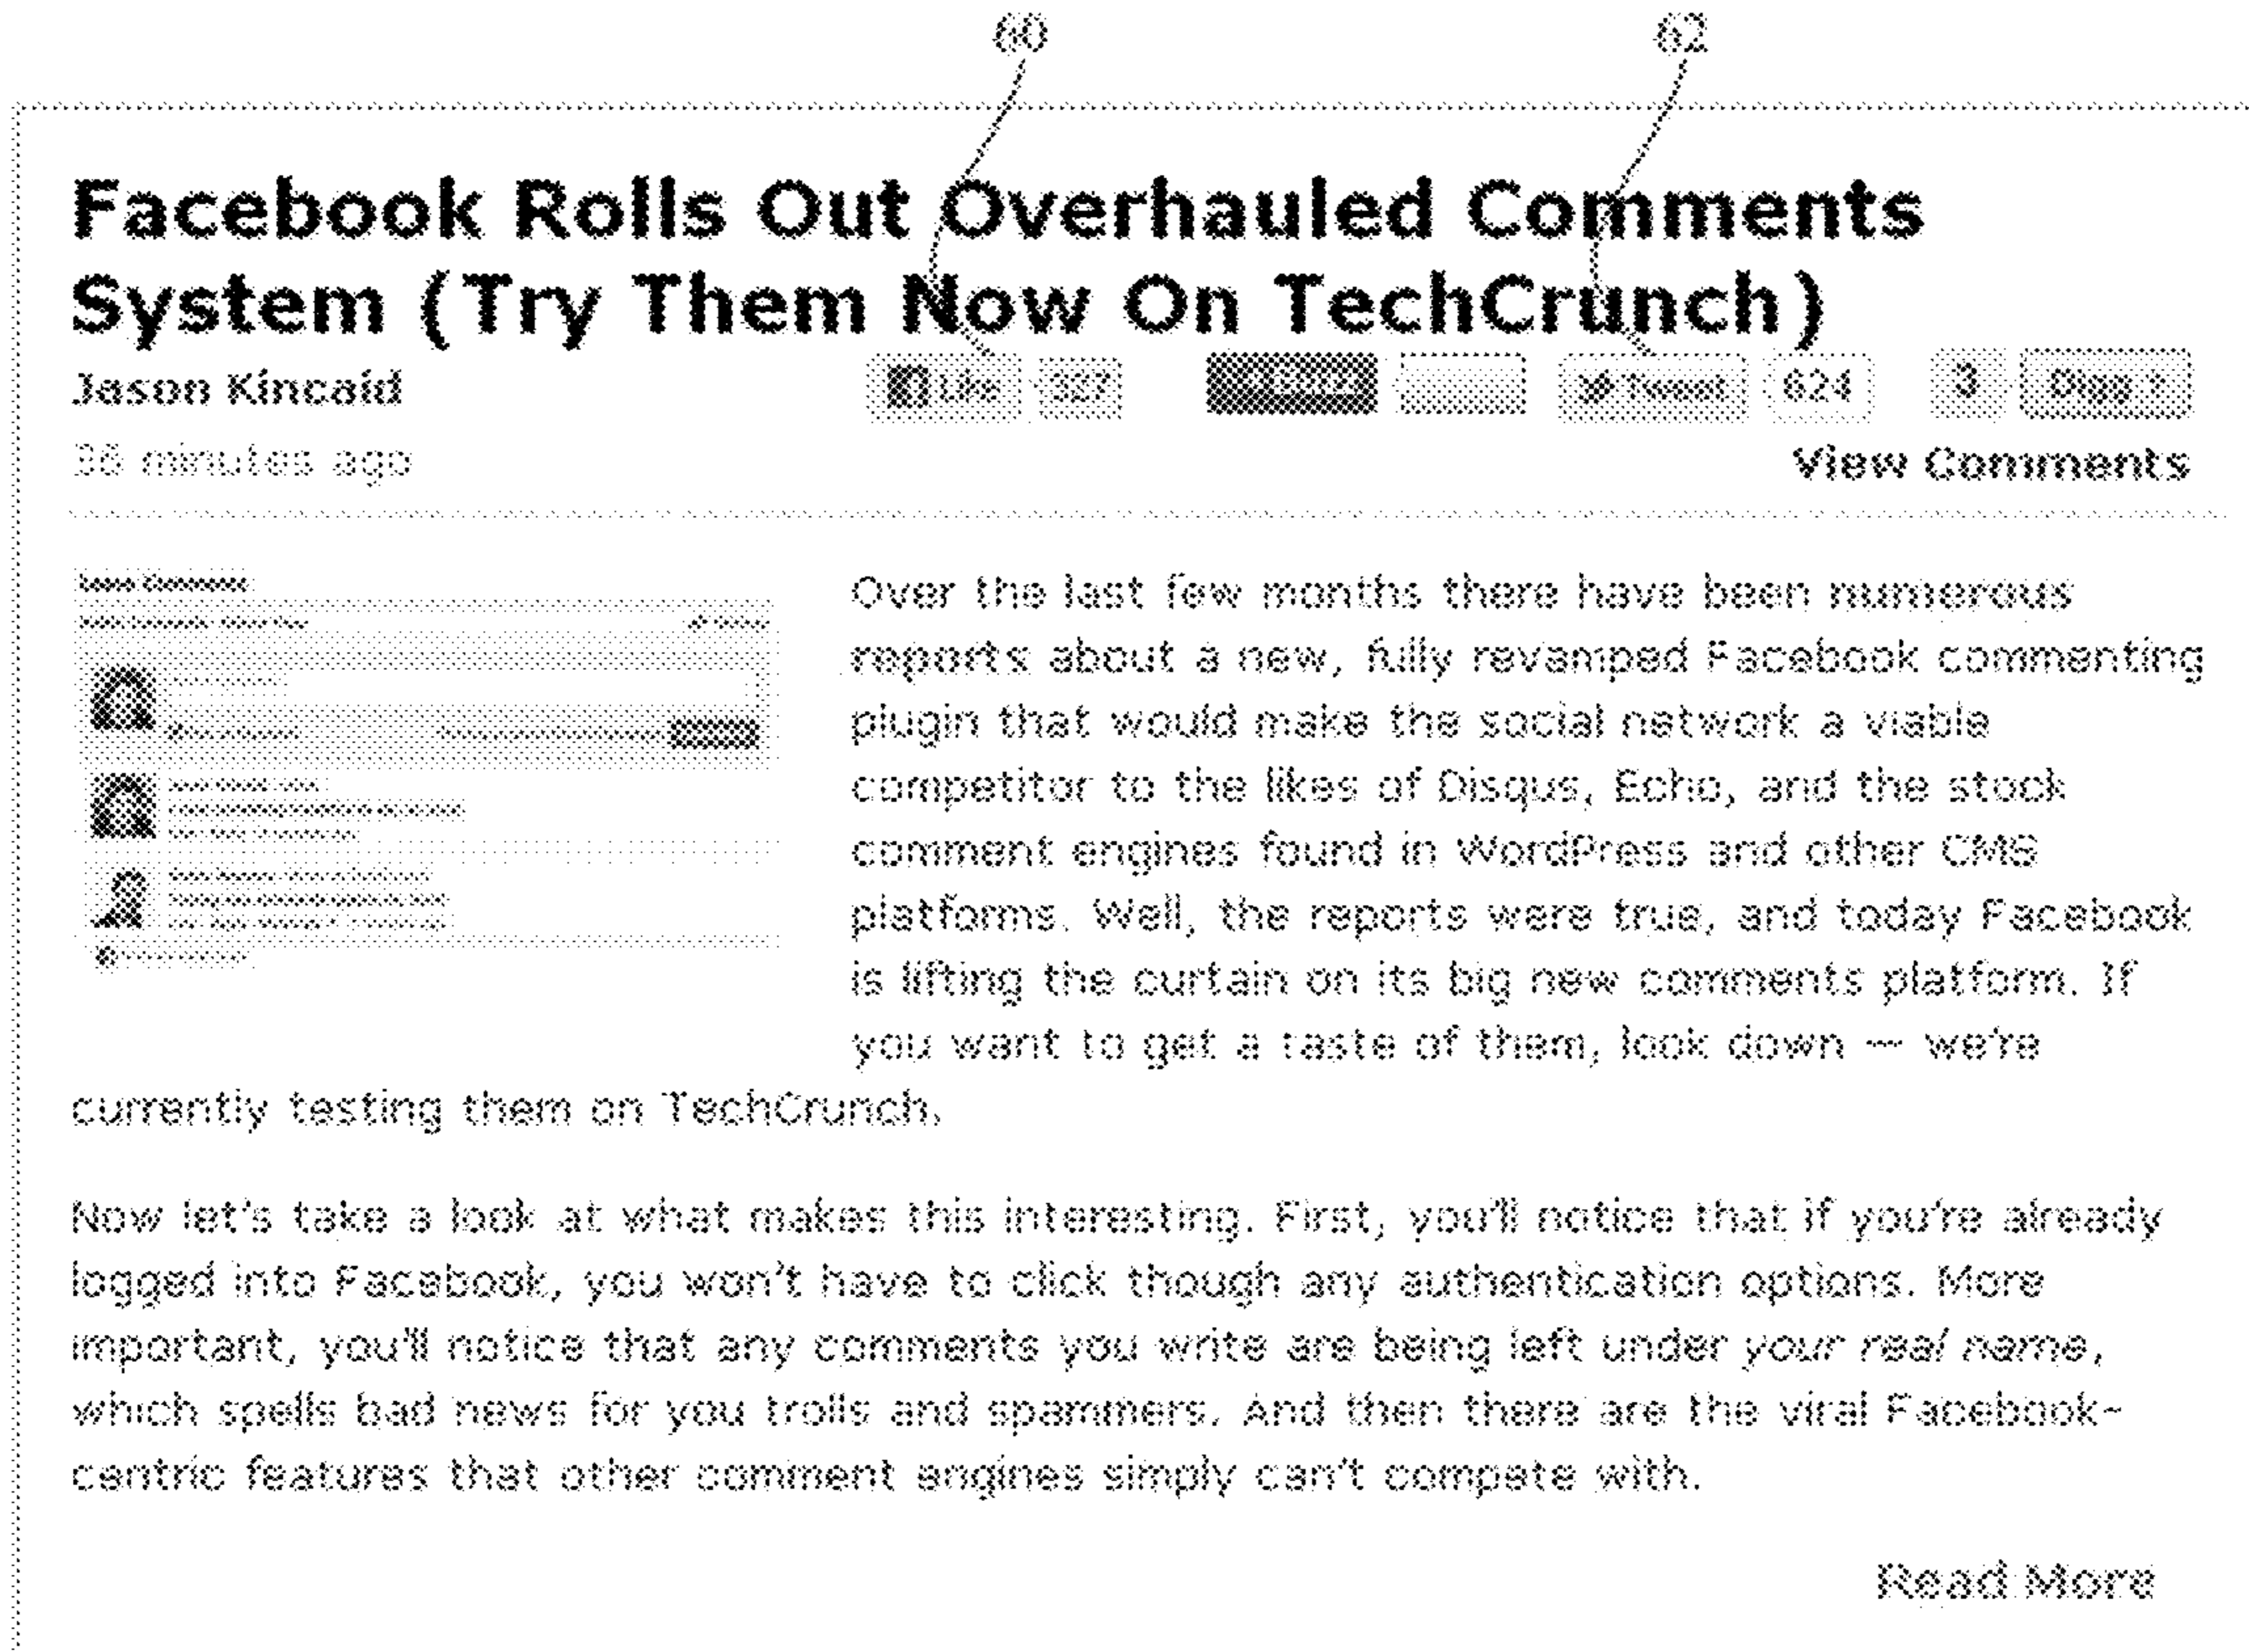 60 62
Facebook Rolls Out Overhauled Comments
System (Try Them Now On TechCrunch)
Jason Kincaid
Like 327 Tweet 624 3 Digg
36 minutes ago
View Comments
Over the last few months there have been numerous
reports about a new, fully revamped Facebook commenting
plugin that would make the social network a viable
competitor to the likes of Disqus, Echo, and the stock
comment engines found in WordPress and other CMS
platforms. Well, the reports were true, and today Facebook
is lifting the curtain on its big new comments platform. If
you want to get a taste of them, look down — we're
currently testing them on TechCrunch.
Now let's take a look at what makes this interesting. First, you'll notice that if you're already
logged into Facebook, you won't have to click though any authentication options. More
important, you'll notice that any comments you write are being left under your real name,
which spells bad news for you trolls and spammers. And then there are the viral Facebook-
centric features that other comment engines simply can't compete with.
Read More